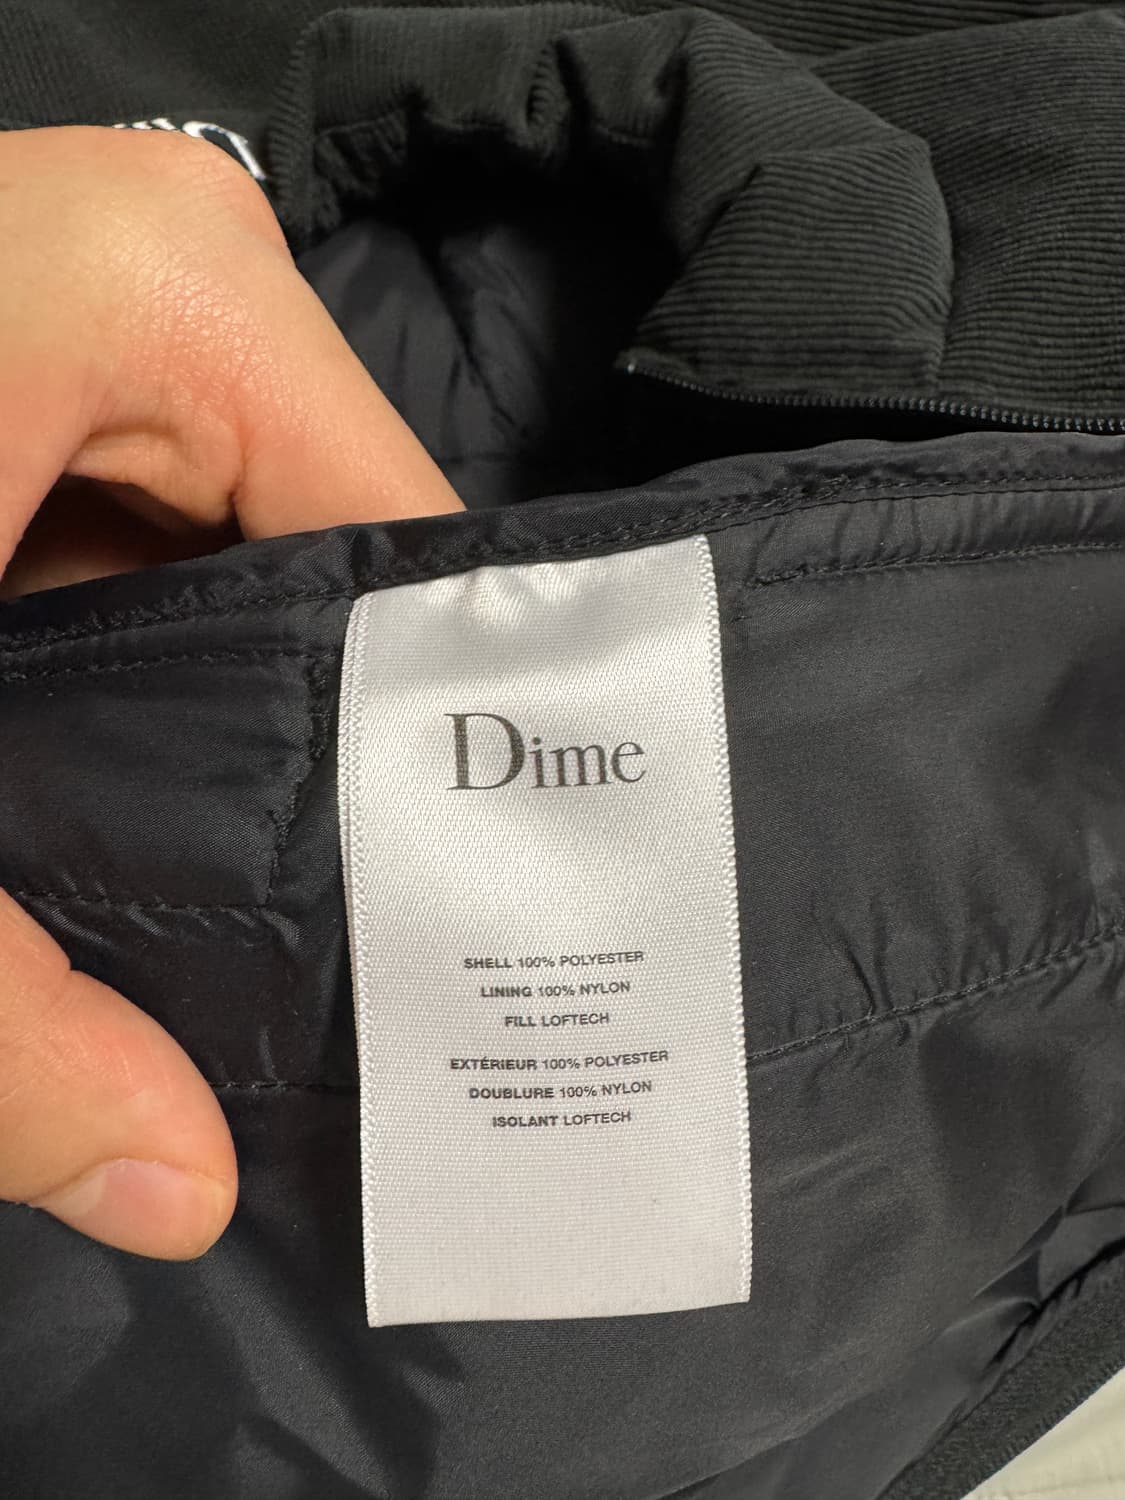 Dime
SHELL 100% POLYESTER
LINING 100% NYLON
FILL LOFTECH
EXTÉRIEUR 100% POLYESTER
DOUBLURE 100% NYLON
ISOLANT LOFTECH